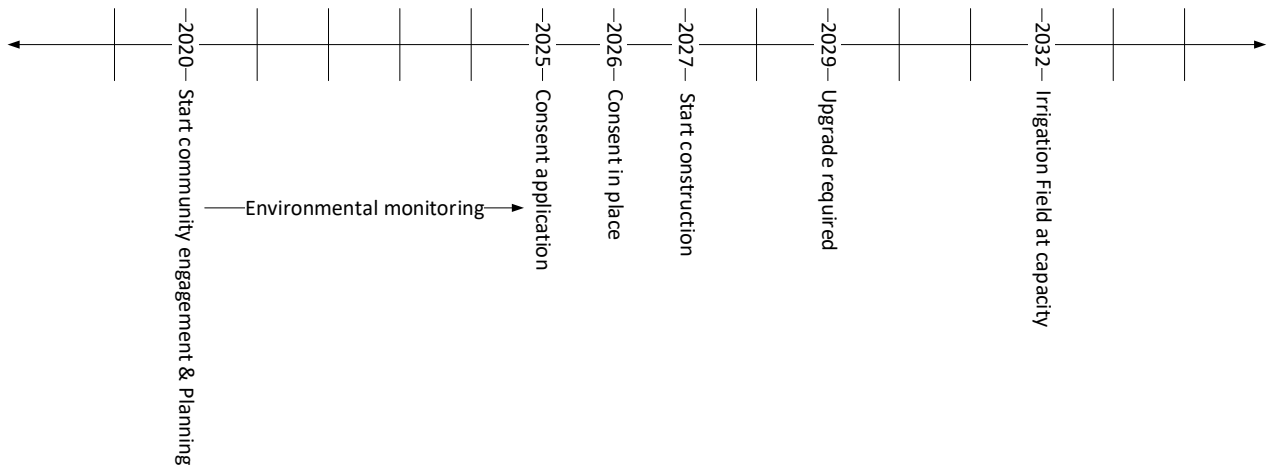 2020
Start community engagement & Planning
Environmental monitoring
2025
Consent application
2026
Consent in place
2027
Start construction
2029
Upgrade required
2032
Irrigation Field at capacity